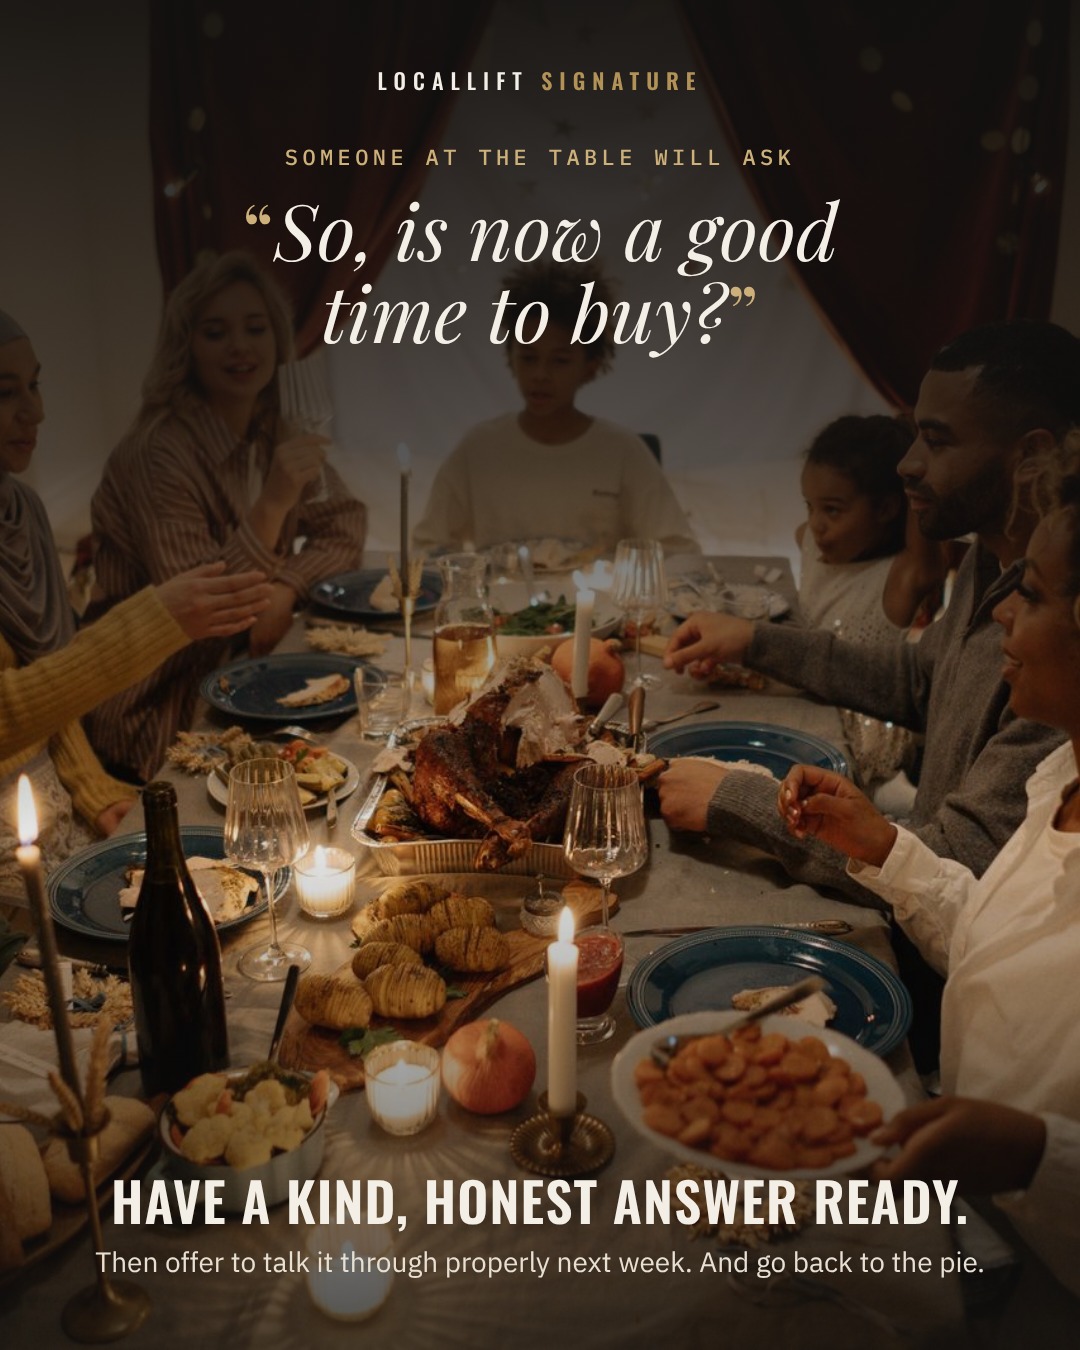 LOCALLIFT SIGNATURE
SOMEONE AT THE TABLE WILL ASK
“So, is now a good
time to buy?”
HAVE A KIND, HONEST ANSWER READY.
Then offer to talk it through properly next week. And go back to the pie.